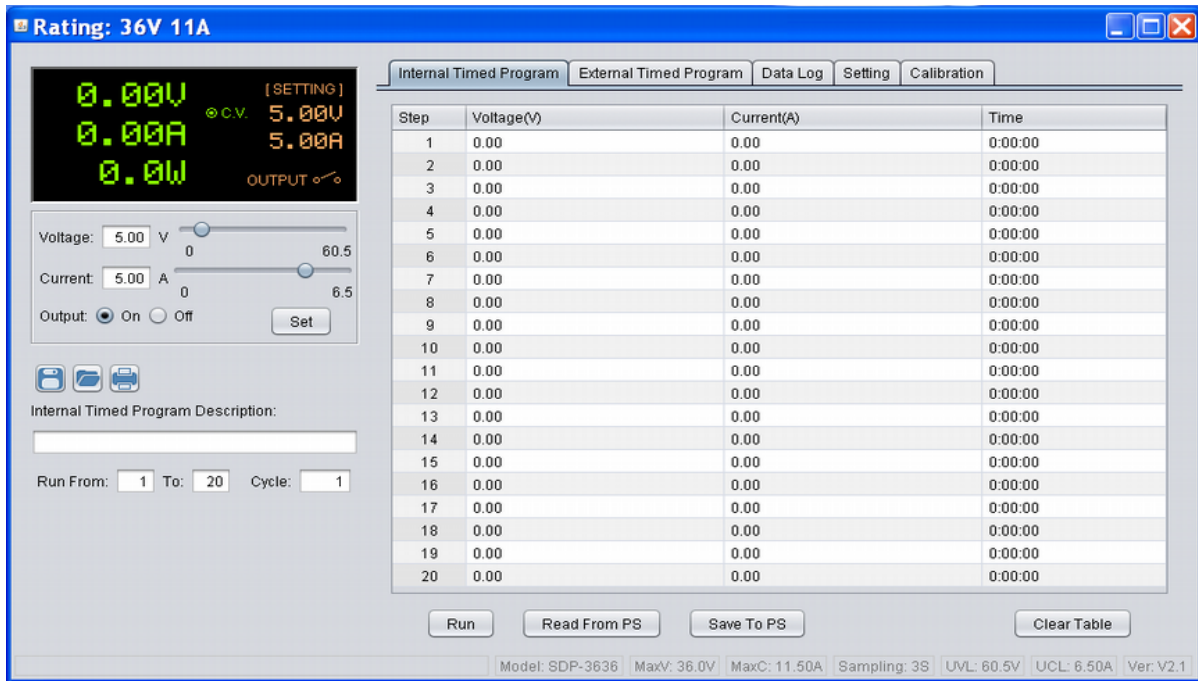 Rating: 36V 11A
0.00V
[SETTING]
C.V.
5.00V
0.00A
5.00A
0.0W
OUTPUT
Voltage: 5.00 V
0 60.5
Current: 5.00 A
0 6.5
Output: On Off
Set
Internal Timed Program Description:
Run From: 1 To: 20 Cycle: 1
Internal Timed Program External Timed Program Data Log Setting Calibration
Step Voltage(V) Current(A) Time
1 0.00 0.00 0:00:00
2 0.00 0.00 0:00:00
3 0.00 0.00 0:00:00
4 0.00 0.00 0:00:00
5 0.00 0.00 0:00:00
6 0.00 0.00 0:00:00
7 0.00 0.00 0:00:00
8 0.00 0.00 0:00:00
9 0.00 0.00 0:00:00
10 0.00 0.00 0:00:00
11 0.00 0.00 0:00:00
12 0.00 0.00 0:00:00
13 0.00 0.00 0:00:00
14 0.00 0.00 0:00:00
15 0.00 0.00 0:00:00
16 0.00 0.00 0:00:00
17 0.00 0.00 0:00:00
18 0.00 0.00 0:00:00
19 0.00 0.00 0:00:00
20 0.00 0.00 0:00:00
Run Read From PS Save To PS Clear Table
Model: SDP-3636 MaxV: 36.0V MaxC: 11.50A Sampling: 3S UVL: 60.5V UCL: 6.50A Ver: V2.1